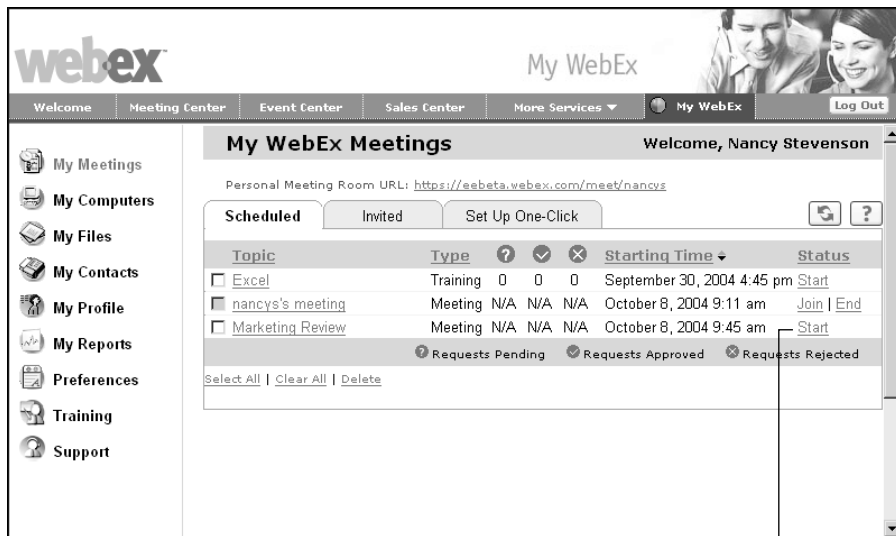 webex
My WebEx
Welcome Meeting Center Event Center Sales Center More Services ▼ My WebEx Log Out
My Meetings
My Computers
My Files
My Contacts
My Profile
My Reports
Preferences
Training
Support
My WebEx Meetings Welcome, Nancy Stevenson
Personal Meeting Room URL: https://eebeta.webex.com/meet/nancys
Scheduled Invited Set Up One-Click ?
Topic Type ? Starting Time Status
Excel Training 0 0 0 September 30, 2004 4:45 pm Start
nancys's meeting Meeting N/A N/A N/A October 8, 2004 9:11 am Join | End
Marketing Review Meeting N/A N/A N/A October 8, 2004 9:45 am Start
? Requests Pending Requests Approved Requests Rejected
Select All | Clear All | Delete